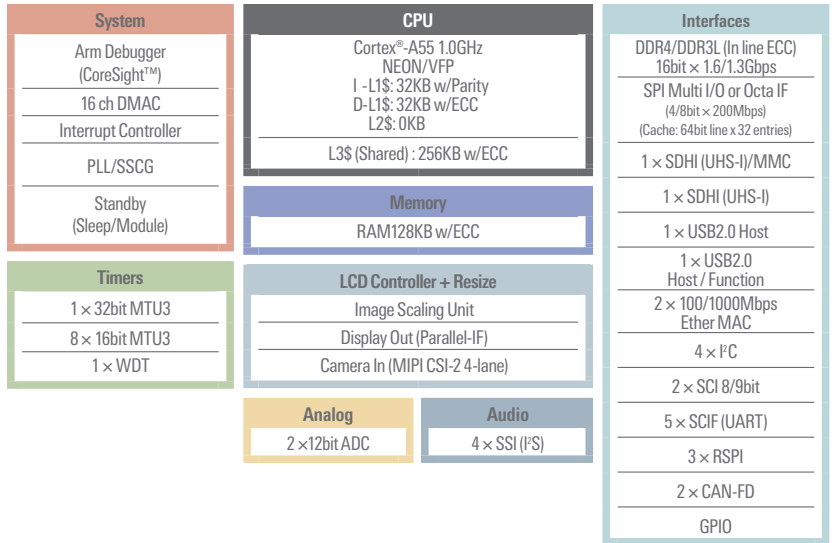 System
Arm Debugger
(CoreSight™)
16 ch DMAC
Interrupt Controller
PLL/SSCG
Standby
(Sleep/Module)
Timers
1 × 32bit MTU3
8 × 16bit MTU3
1 × WDT
CPU
Cortex®-A55 1.0GHz
NEON/VFP
I -L1$: 32KB w/Parity
D-L1$: 32KB w/ECC
L2$: 0KB
L3$ (Shared) : 256KB w/ECC
Memory
RAM128KB w/ECC
LCD Controller + Resize
Image Scaling Unit
Display Out (Parallel-IF)
Camera In (MIPI CSI-2 4-lane)
Analog
2 ×12bit ADC
Audio
4 × SSI (I²S)
Interfaces
DDR4/DDR3L (In line ECC)
16bit × 1.6/1.3Gbps
SPI Multi I/O or Octa IF
(4/8bit × 200Mbps)
(Cache: 64bit line x 32 entries)
1 × SDHI (UHS-I)/MMC
1 × SDHI (UHS-I)
1 × USB2.0 Host
1 × USB2.0
Host / Function
2 × 100/1000Mbps
Ether MAC
4 × I²C
2 × SCI 8/9bit
5 × SCIF (UART)
3 × RSPI
2 × CAN-FD
GPIO